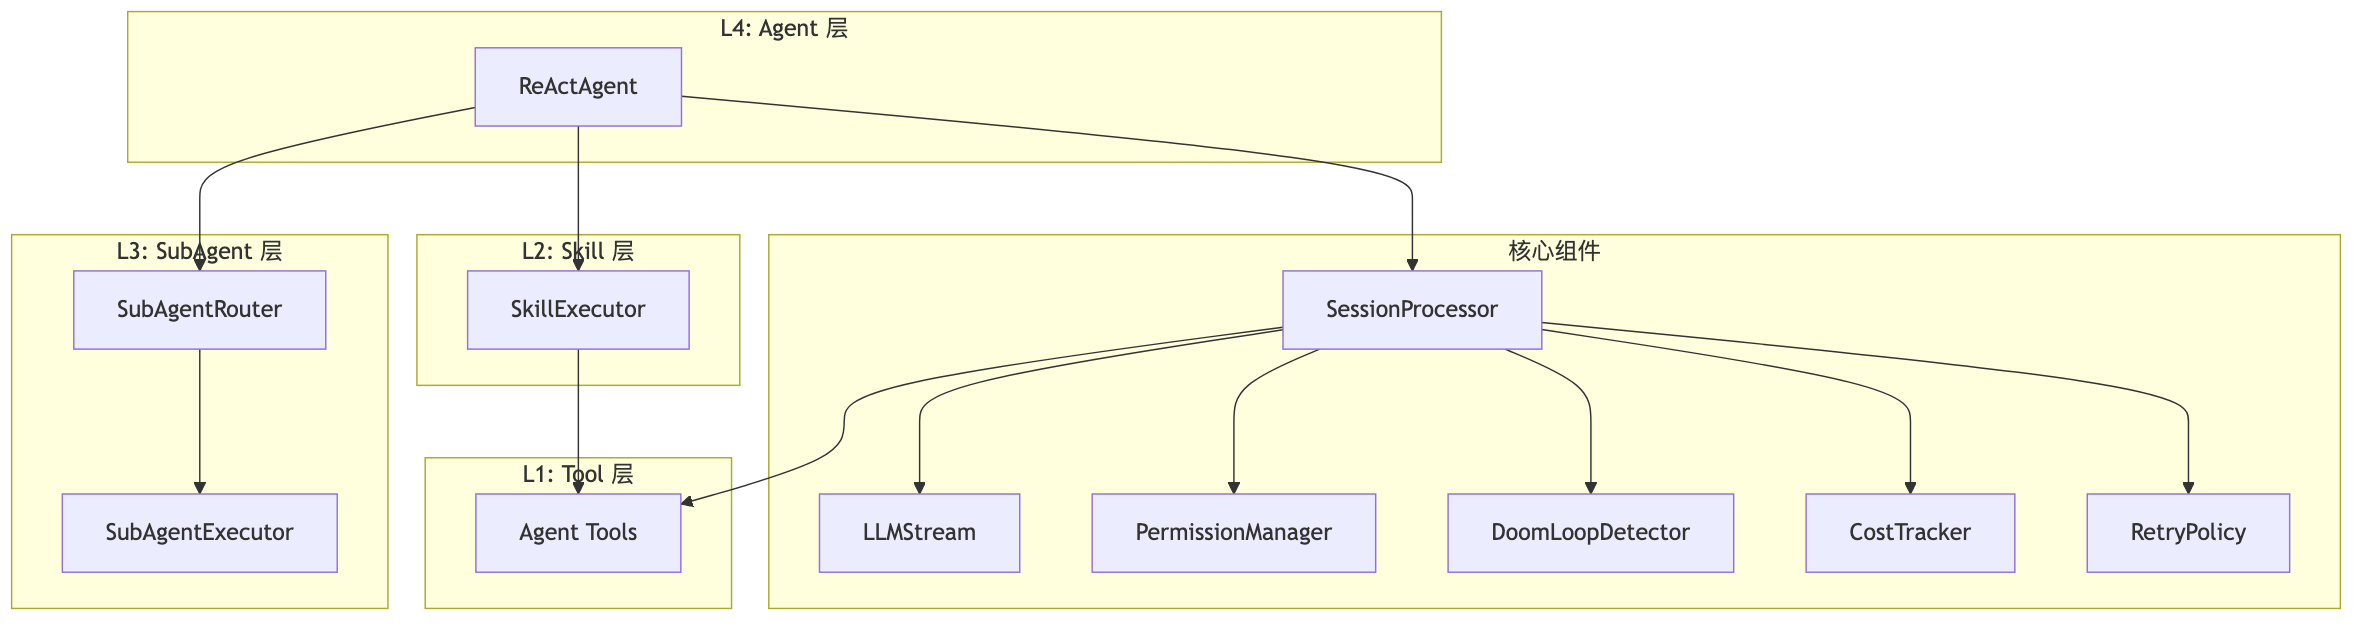 L4: Agent 层
ReActAgent
L3: SubAgent 层
L2: Skill 层
核心组件
SubAgentRouter
SkillExecutor
SessionProcessor
L1: Tool 层
SubAgentExecutor
Agent Tools
LLMStream
PermissionManager
DoomLoopDetector
CostTracker
RetryPolicy